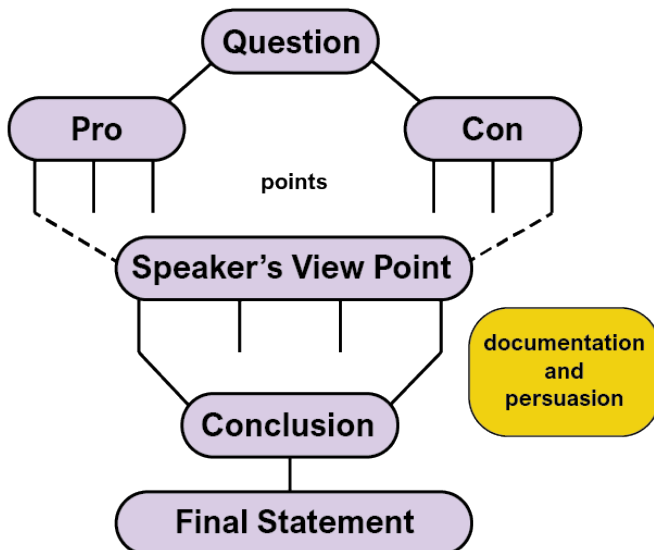 Question
Pro
Con
points
Speaker's View Point
documentation
and
persuasion
Conclusion
Final Statement